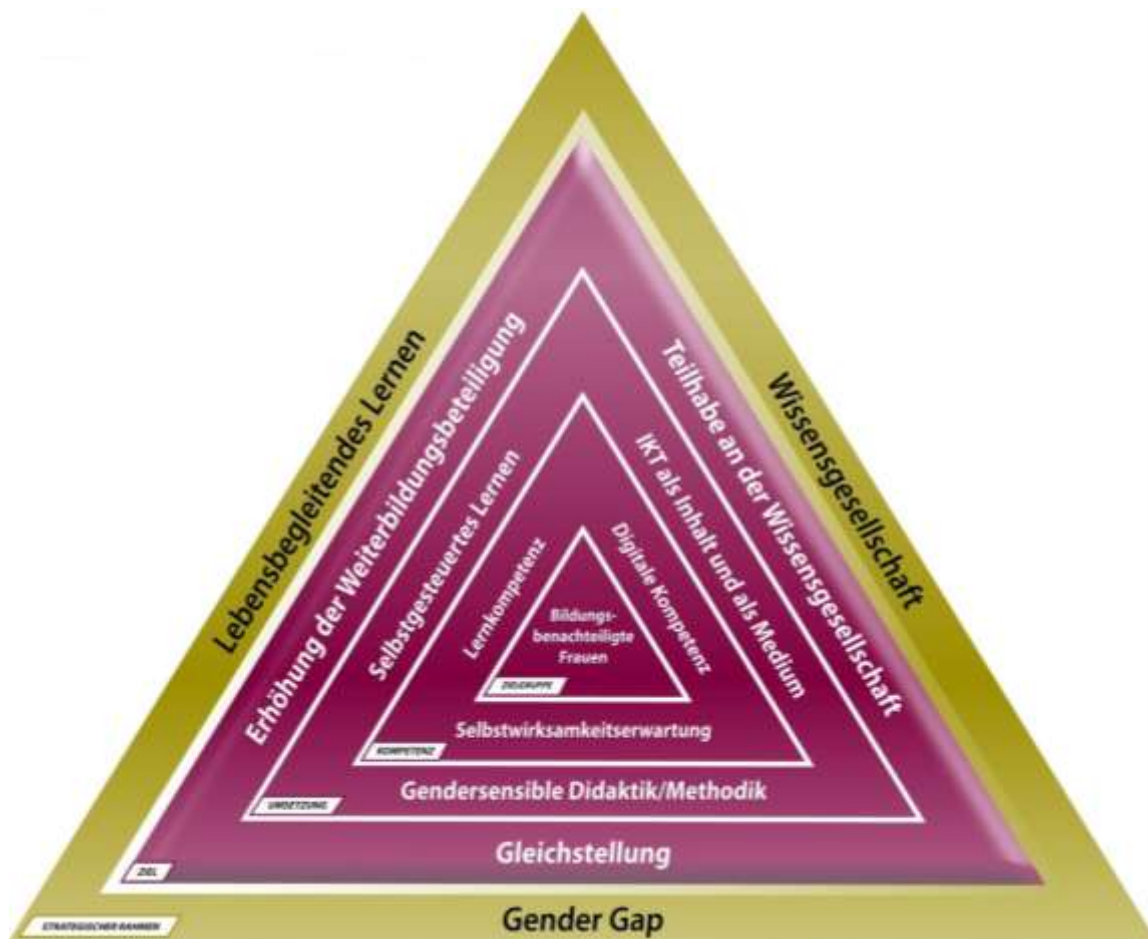 Lebensbegleitendes Lernen
Wissensgesellschaft
Gender Gap
STRATEGISCHER RAHMEN
Erhöhung der Weiterbildungsbeteiligung
Teilhabe an der Wissensgesellschaft
Gleichstellung
ZIEL
Selbstgesteuertes Lernen
IKT als Inhalt und als Medium
Gendersensible Didaktik/Methodik
UMSETZUNG
Lernkompetenz
Digitale Kompetenz
Selbstwirksamkeitserwartung
KOMPETENZ
Bildungs-
benachteiligte
Frauen
ZIELGRUPPE